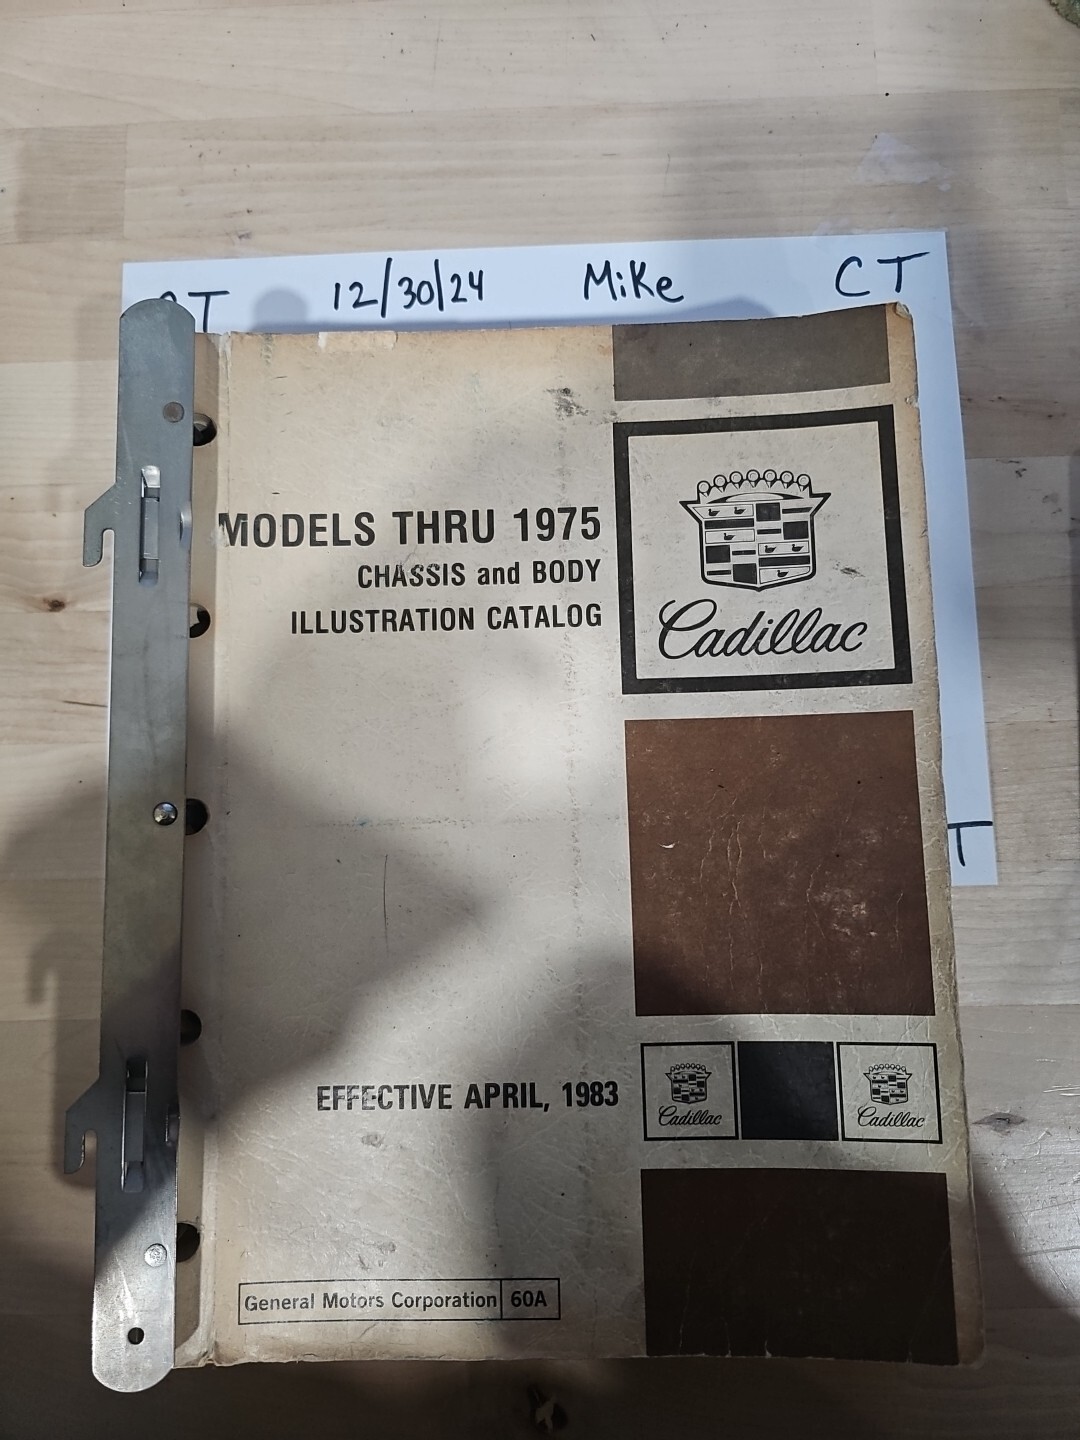 CT 12/30/24 Mike CT
MODELS THRU 1975
CHASSIS and BODY
ILLUSTRATION CATALOG
Cadillac
T
EFFECTIVE APRIL, 1983
Cadillac Cadillac
General Motors Corporation 60A